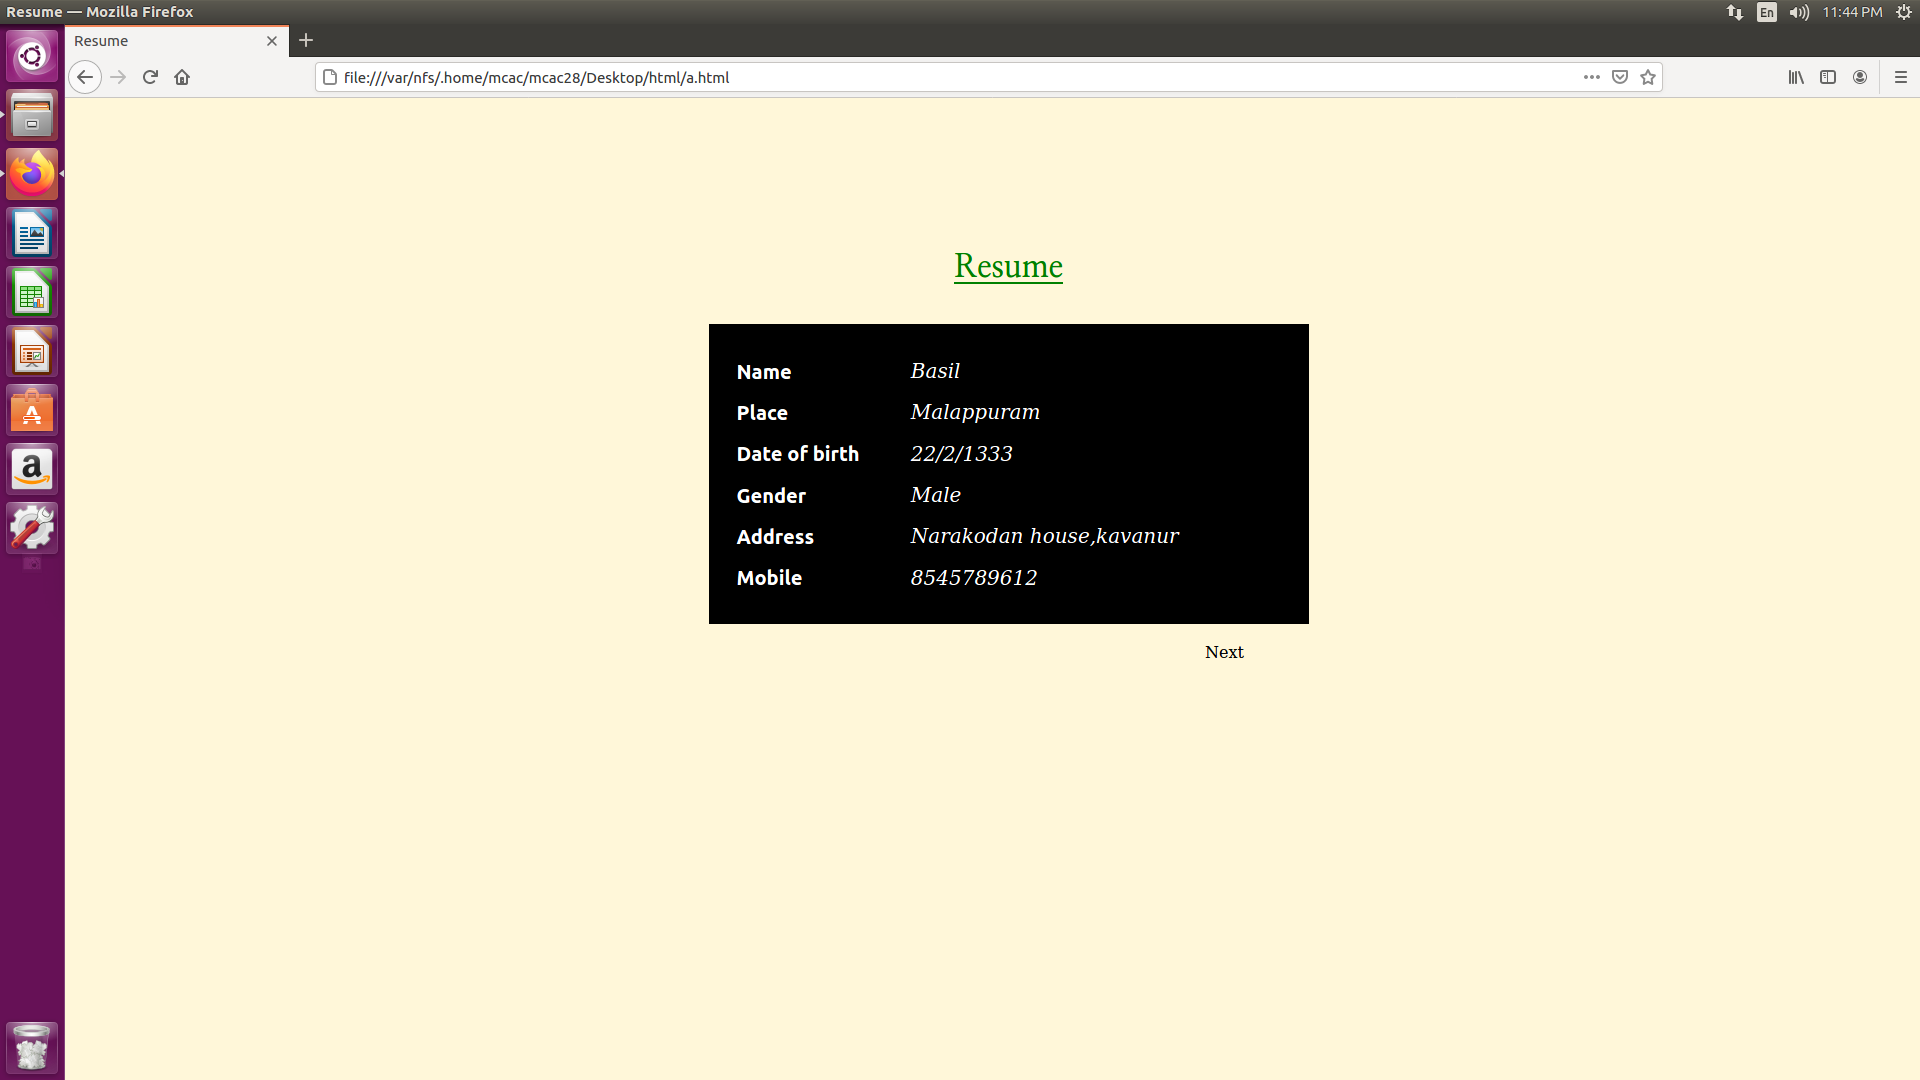 Resume — Mozilla Firefox
En
11:44 PM
Resume
file:///var/nfs/.home/mcac/mcac28/Desktop/html/a.html
Resume
Name Basil
Place Malappuram
Date of birth 22/2/1333
Gender Male
Address Narakodan house,kavanur
Mobile 8545789612
Next